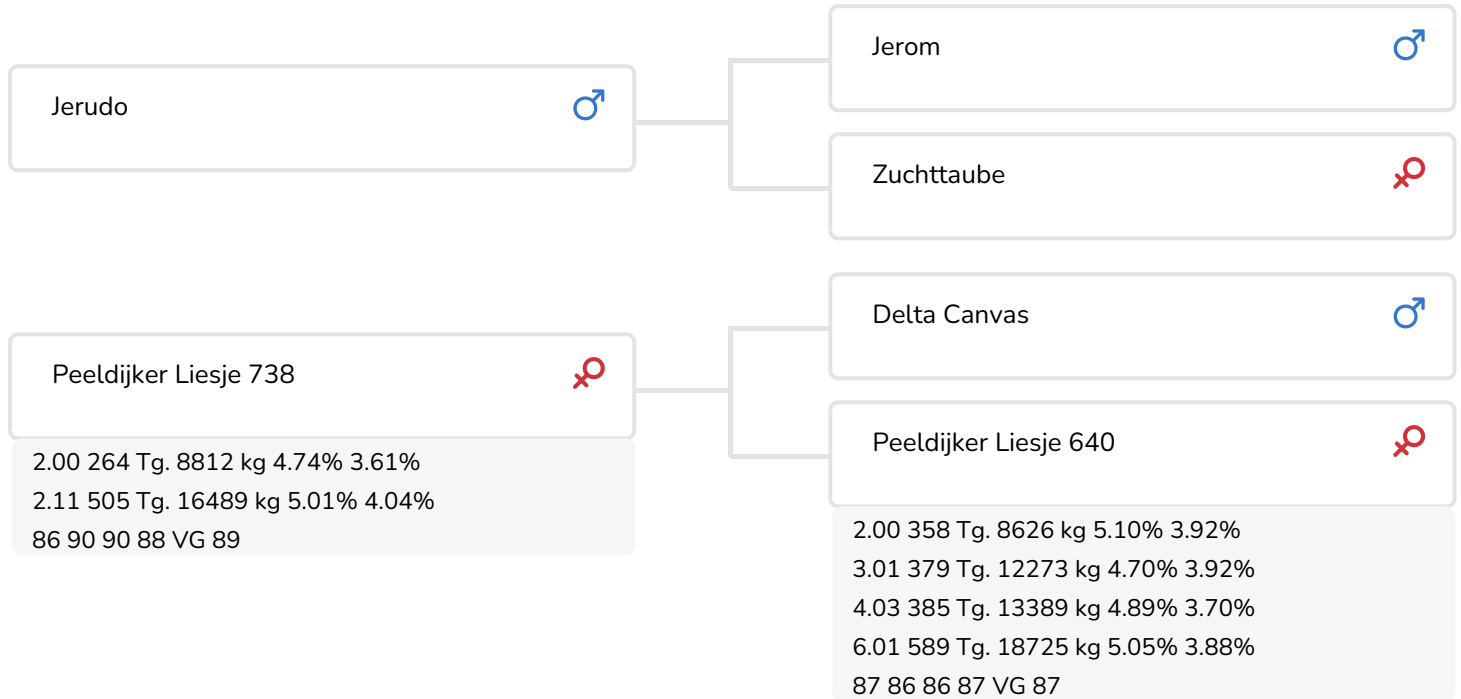 Jerom
Jerudo
Zuchttaube
Delta Canvas
Peeldijker Liesje 738
Peeldijker Liesje 640
2.00 264 Tg. 8812 kg 4.74% 3.61%
2.11 505 Tg. 16489 kg 5.01% 4.04%
86 90 90 88 VG 89
2.00 358 Tg. 8626 kg 5.10% 3.92%
3.01 379 Tg. 12273 kg 4.70% 3.92%
4.03 385 Tg. 13389 kg 4.89% 3.70%
6.01 589 Tg. 18725 kg 5.05% 3.88%
87 86 86 87 VG 87